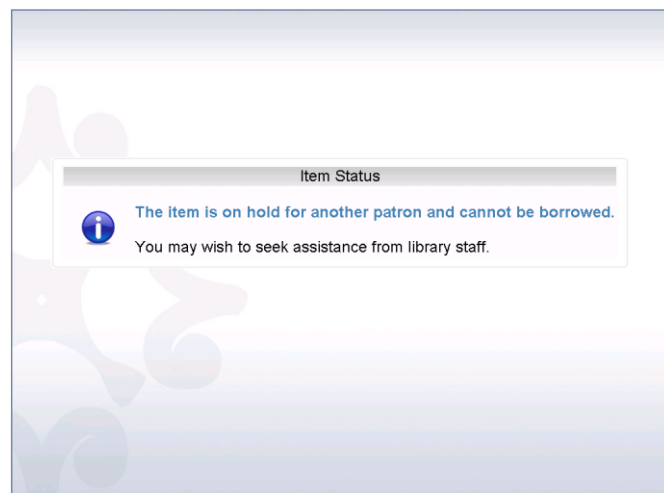 Item Status
The item is on hold for another patron and cannot be borrowed.
You may wish to seek assistance from library staff.